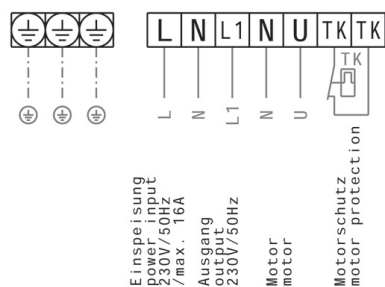 L N L1 N U TK TK
TK
L N L1 N U
Einspeisung
power input
230V/50Hz
/max. 16A
Ausgang
output
230V/50Hz
Motor
motor
Motorschutz
motor protection